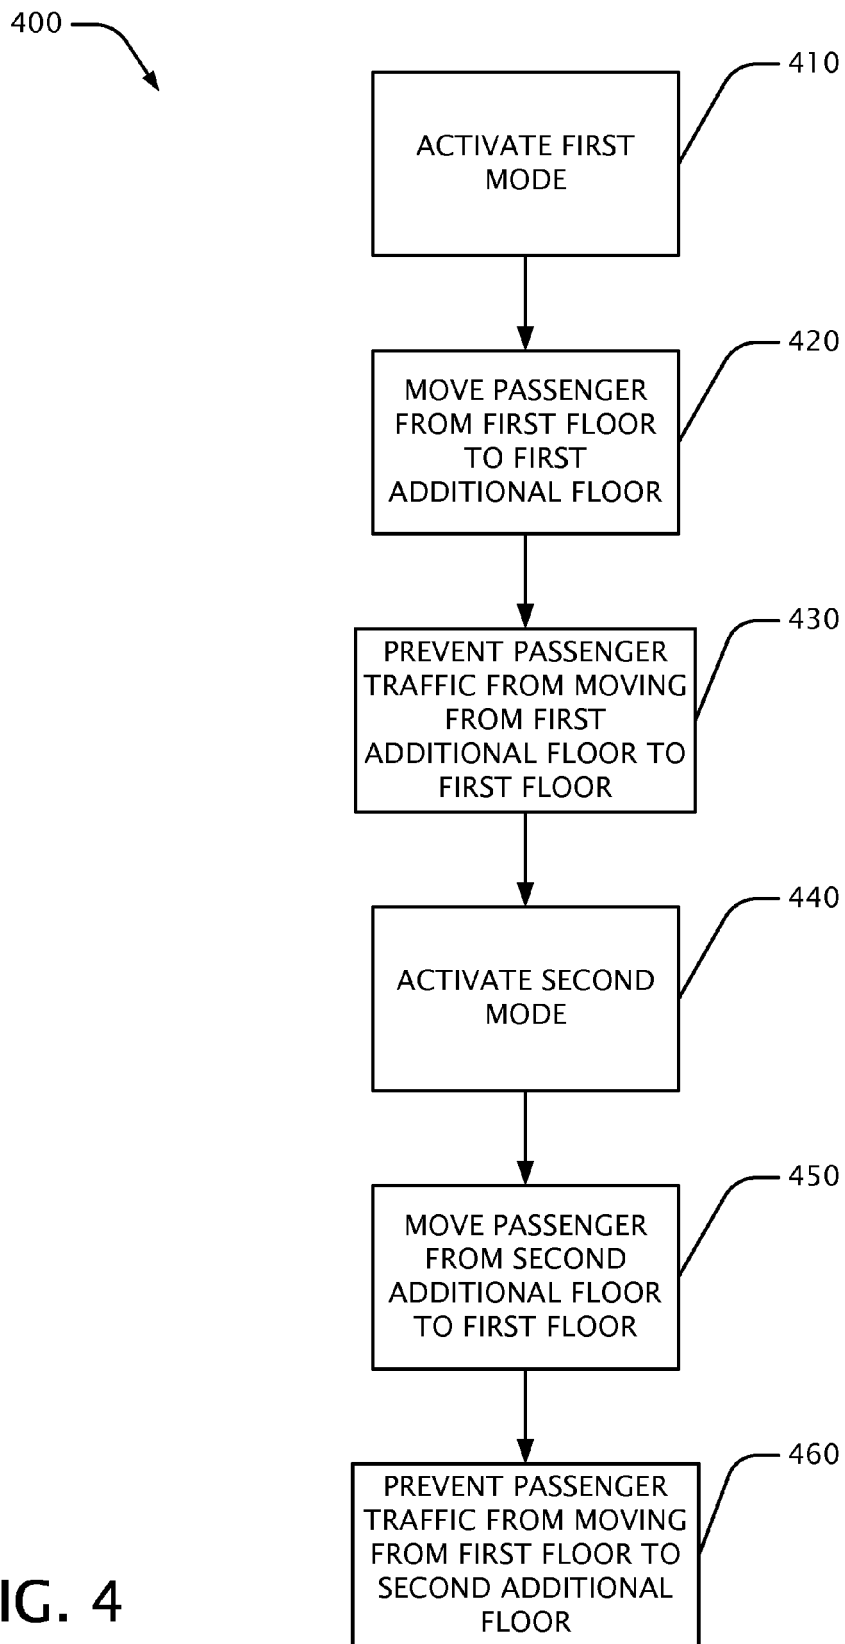 400
410
ACTIVATE FIRST
MODE
420
MOVE PASSENGER
FROM FIRST FLOOR
TO FIRST
ADDITIONAL FLOOR
430
PREVENT PASSENGER
TRAFFIC FROM MOVING
FROM FIRST
ADDITIONAL FLOOR TO
FIRST FLOOR
440
ACTIVATE SECOND
MODE
450
MOVE PASSENGER
FROM SECOND
ADDITIONAL FLOOR
TO FIRST FLOOR
460
PREVENT PASSENGER
TRAFFIC FROM MOVING
FROM FIRST FLOOR TO
SECOND ADDITIONAL
FLOOR
IG. 4